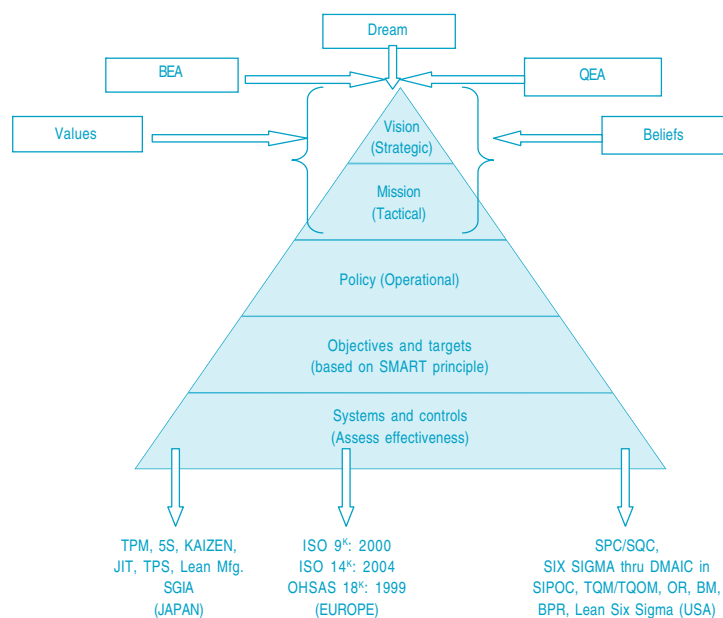 Dream
BEA
QEA
Values
Beliefs
Vision
(Strategic)
Mission
(Tactical)
Policy (Operational)
Objectives and targets
(based on SMART principle)
Systems and controls
(Assess effectiveness)
TPM, 5S, KAIZEN,
JIT, TPS, Lean Mfg.
SGIA
(JAPAN)
ISO 9ᴷ: 2000
ISO 14ᴷ: 2004
OHSAS 18ᴷ: 1999
(EUROPE)
SPC/SQC,
SIX SIGMA thru DMAIC in
SIPOC, TQM/TQOM, OR, BM,
BPR, Lean Six Sigma (USA)